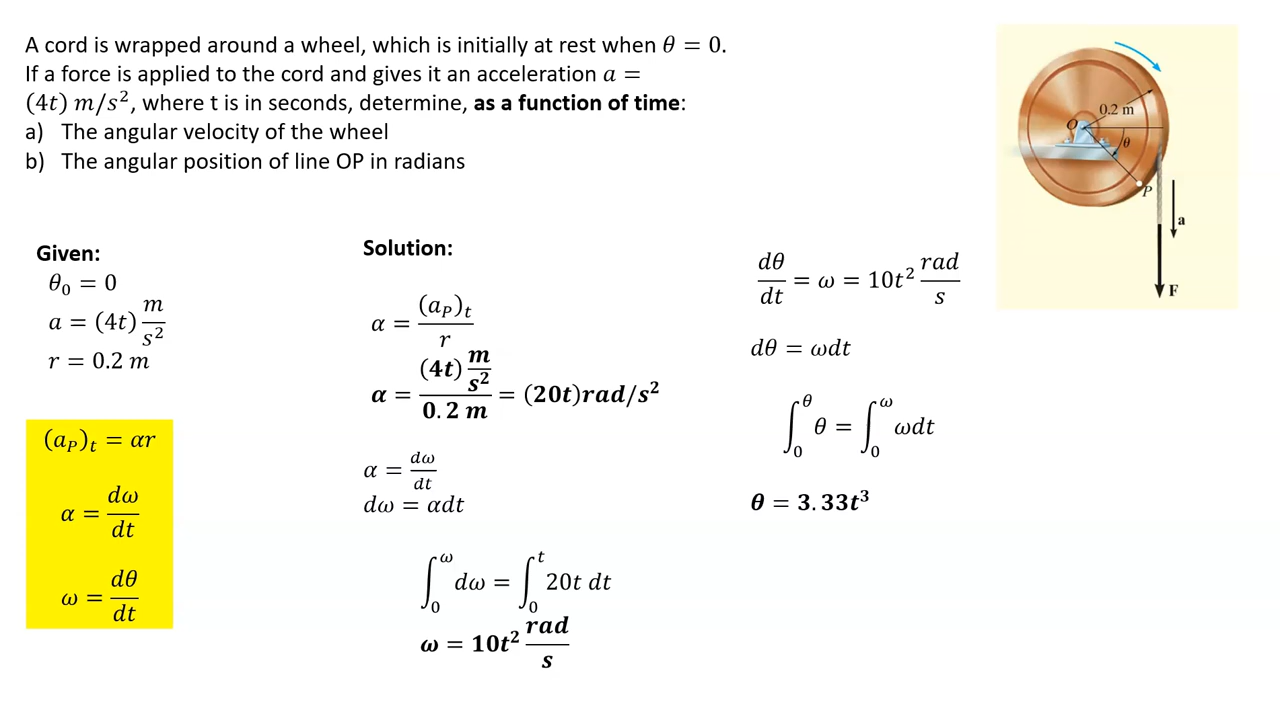 A cord is wrapped around a wheel, which is initially at rest when θ = 0.
If a force is applied to the cord and gives it an acceleration a =
(4t) m/s², where t is in seconds, determine, as a function of time:
a) The angular velocity of the wheel
b) The angular position of line OP in radians
0.2 m
O
θ
P
a
F
Given:
θ₀ = 0
a = (4t) m/s²
r = 0.2 m
(a_P)_t = αr
α = dω/dt
ω = dθ/dt
Solution:
α = (a_P)_t / r
α = (4t) m/s² / 0.2 m = (20t)rad/s²
α = dω/dt
dω = αdt
∫₀^ω dω = ∫₀^t 20t dt
ω = 10t² rad/s
dθ/dt = ω = 10t² rad/s
dθ = ωdt
∫₀^θ θ = ∫₀^ω ωdt
θ = 3.33t³